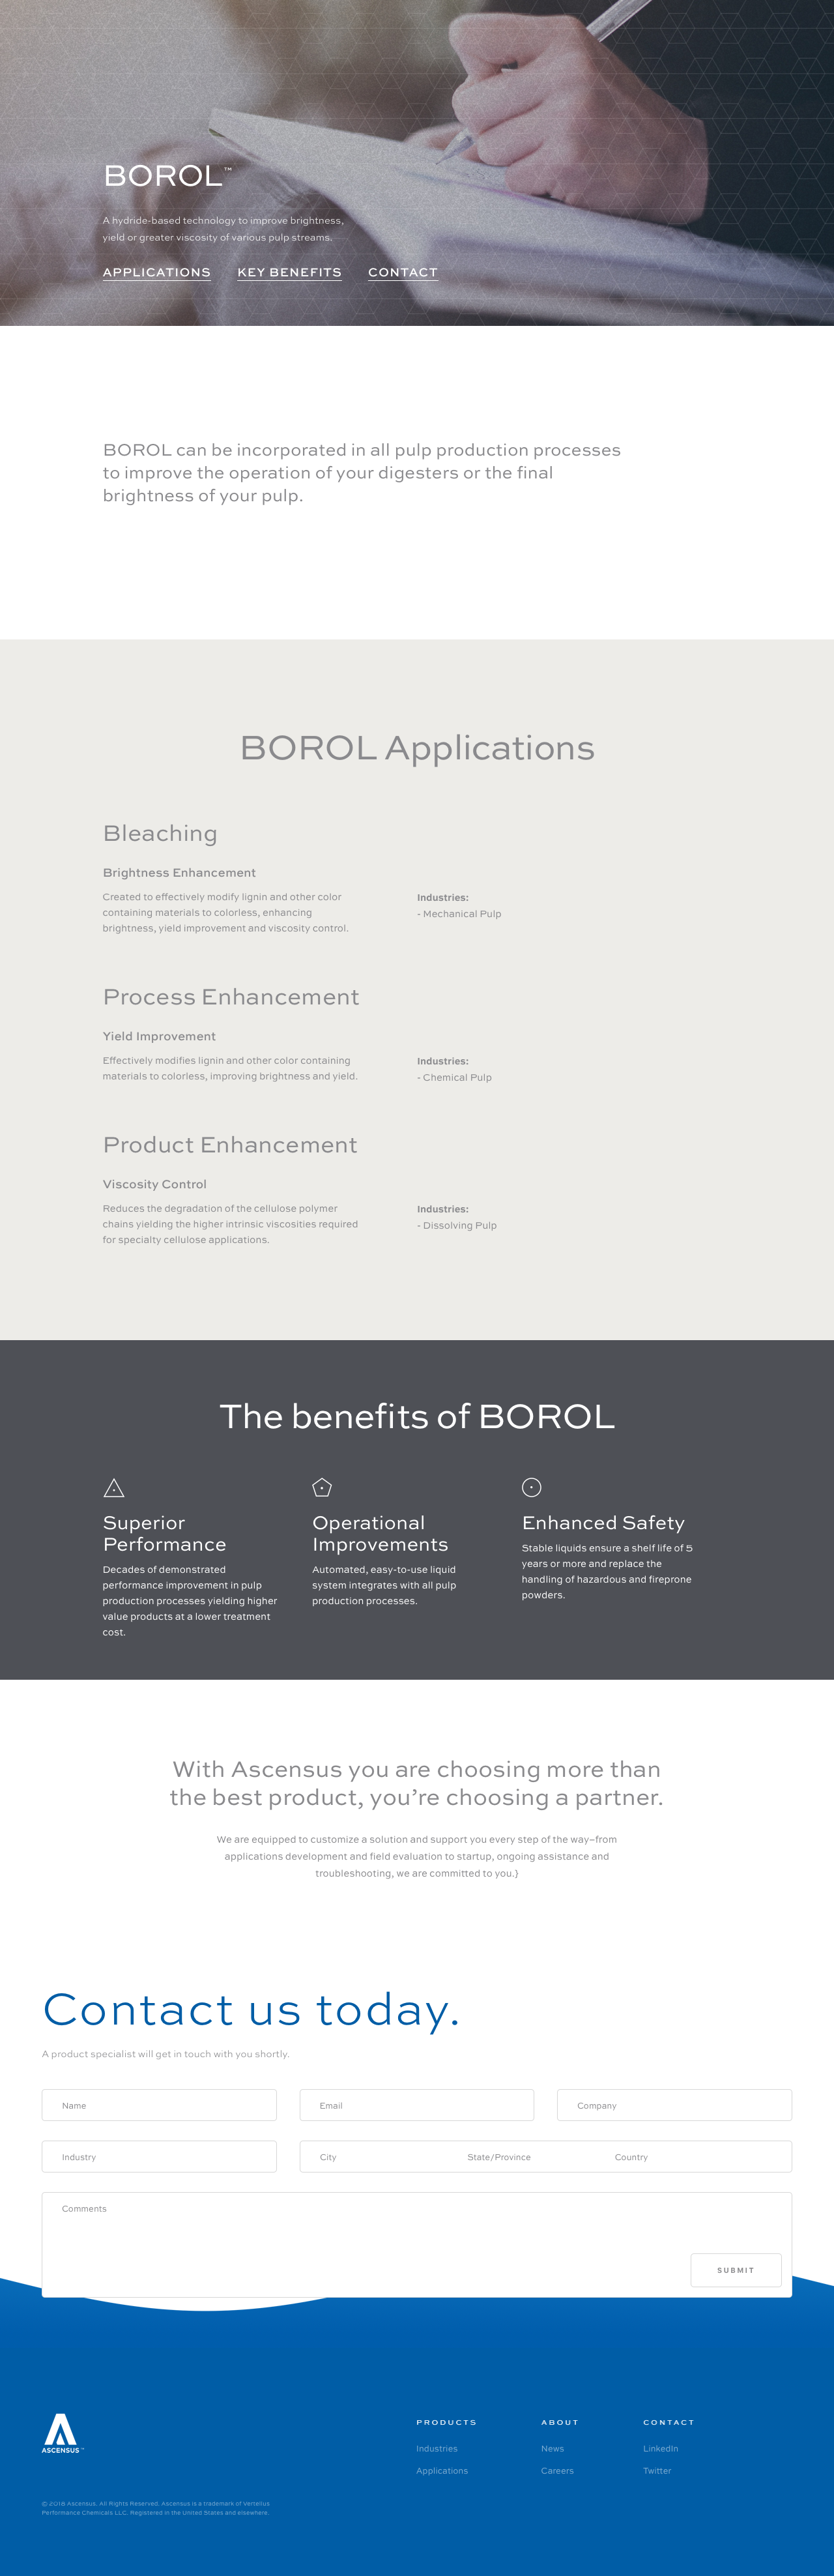 BOROL™
A hydride-based technology to improve brightness,
yield or greater viscosity of various pulp streams.
APPLICATIONS KEY BENEFITS CONTACT
BOROL can be incorporated in all pulp production processes
to improve the operation of your digesters or the final
brightness of your pulp.
BOROL Applications
Bleaching
Brightness Enhancement
Created to effectively modify lignin and other color
containing materials to colorless, enhancing
brightness, yield improvement and viscosity control.
Industries:
- Mechanical Pulp
Process Enhancement
Yield Improvement
Effectively modifies lignin and other color containing
materials to colorless, improving brightness and yield.
Industries:
- Chemical Pulp
Product Enhancement
Viscosity Control
Reduces the degradation of the cellulose polymer
chains yielding the higher intrinsic viscosities required
for specialty cellulose applications.
Industries:
- Dissolving Pulp
The benefits of BOROL
Superior
Performance
Decades of demonstrated
performance improvement in pulp
production processes yielding higher
value products at a lower treatment
cost.
Operational
Improvements
Automated, easy-to-use liquid
system integrates with all pulp
production processes.
Enhanced Safety
Stable liquids ensure a shelf life of 5
years or more and replace the
handling of hazardous and fireprone
powders.
With Ascensus you are choosing more than
the best product, you’re choosing a partner.
We are equipped to customize a solution and support you every step of the way–from
applications development and field evaluation to startup, ongoing assistance and
troubleshooting, we are committed to you.}
Contact us today.
A product specialist will get in touch with you shortly.
Name Email Company
Industry City State/Province Country
Comments
SUBMIT
ASCENSUS™
PRODUCTS
Industries
Applications
ABOUT
News
Careers
CONTACT
LinkedIn
Twitter
© 2018 Ascensus. All Rights Reserved. Ascensus is a trademark of Vertellus
Performance Chemicals LLC. Registered in the United States and elsewhere.